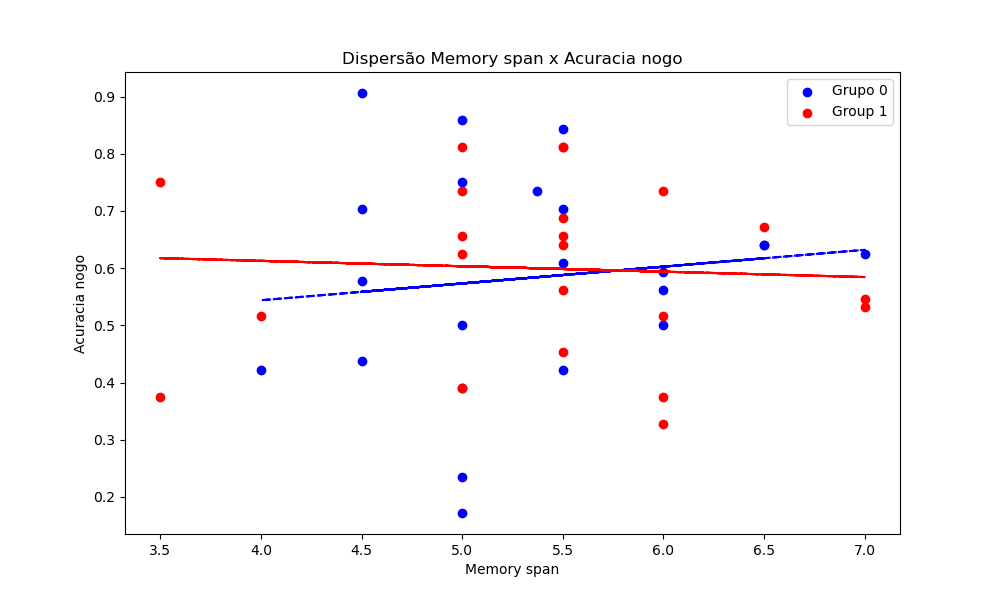 Dispersão Memory span x Acuracia nogo
Grupo 0
Group 1
0.9
0.8
0.7
0.6
0.5
0.4
0.3
0.2
Acuracia nogo
3.5 4.0 4.5 5.0 5.5 6.0 6.5 7.0
Memory span